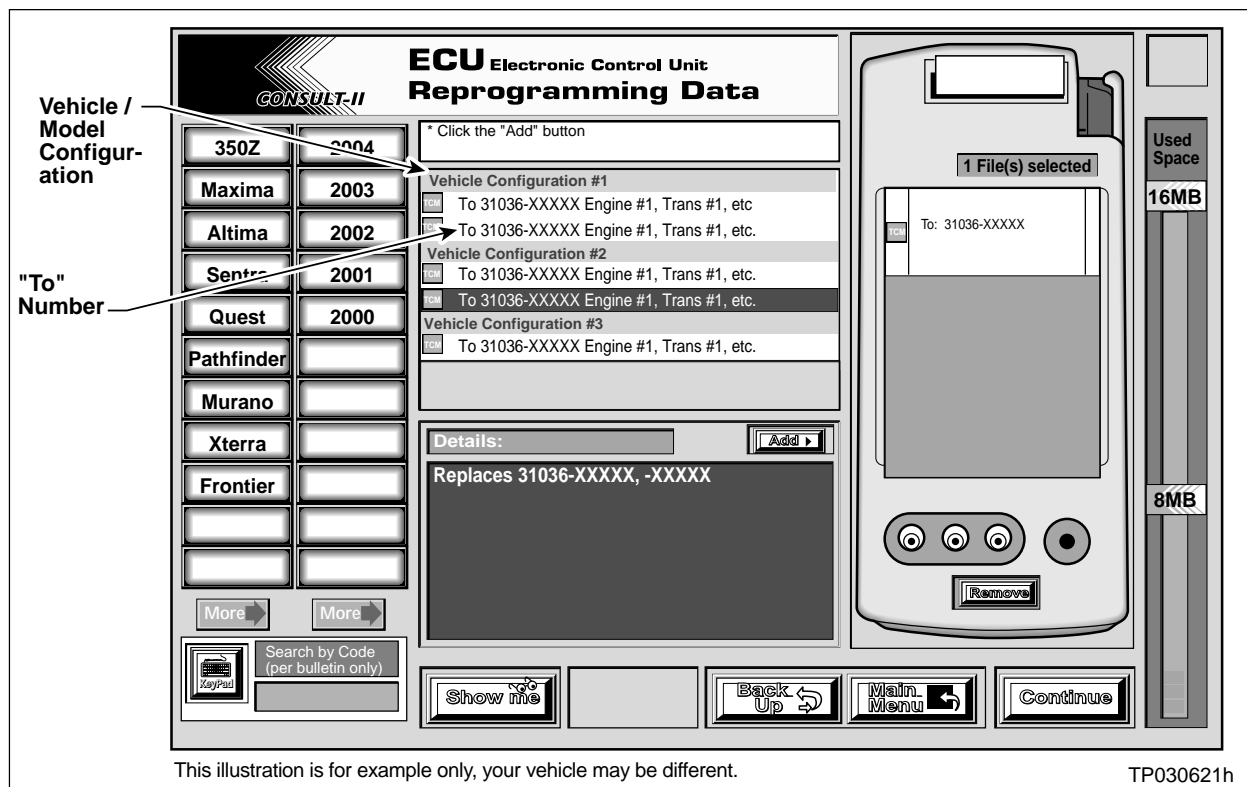 Vehicle /
Model
Configur-
ation
"To"
Number
CONSULT-II
ECU Electronic Control Unit
Reprogramming Data
350Z
Maxima
Altima
Sentra
Quest
Pathfinder
Murano
Xterra
Frontier
2004
2003
2002
2001
2000
More
More
KeyPad
Search by Code
(per bulletin only)
* Click the "Add" button
Vehicle Configuration #1
TCM To 31036-XXXXX Engine #1, Trans #1, etc
TCM To 31036-XXXXX Engine #1, Trans #1, etc.
Vehicle Configuration #2
TCM To 31036-XXXXX Engine #1, Trans #1, etc.
TCM To 31036-XXXXX Engine #1, Trans #1, etc.
Vehicle Configuration #3
TCM To 31036-XXXXX Engine #1, Trans #1, etc.
Details:
Add
Replaces 31036-XXXXX, -XXXXX
1 File(s) selected
TCM To: 31036-XXXXX
Remove
Used
Space
16MB
8MB
Show me
Back
Up
Main
Menu
Continue
This illustration is for example only, your vehicle may be different.
TP030621h